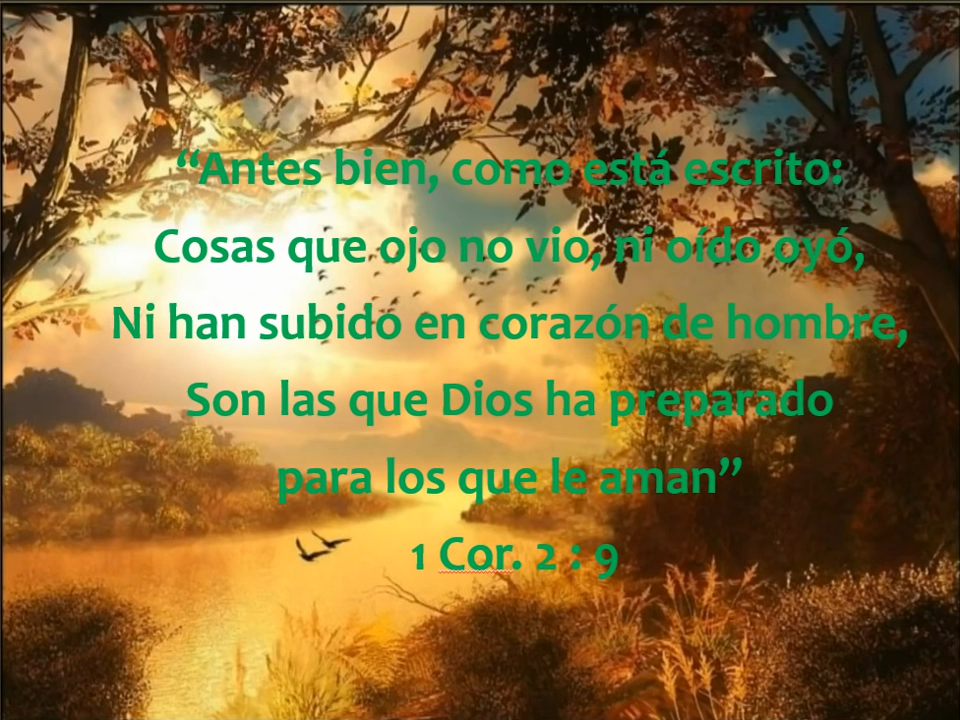 “Antes bien, como está escrito:
Cosas que ojo no vio, ni oído oyó,
Ni han subido en corazón de hombre,
Son las que Dios ha preparado
para los que le aman”
1 Cor. 2 : 9